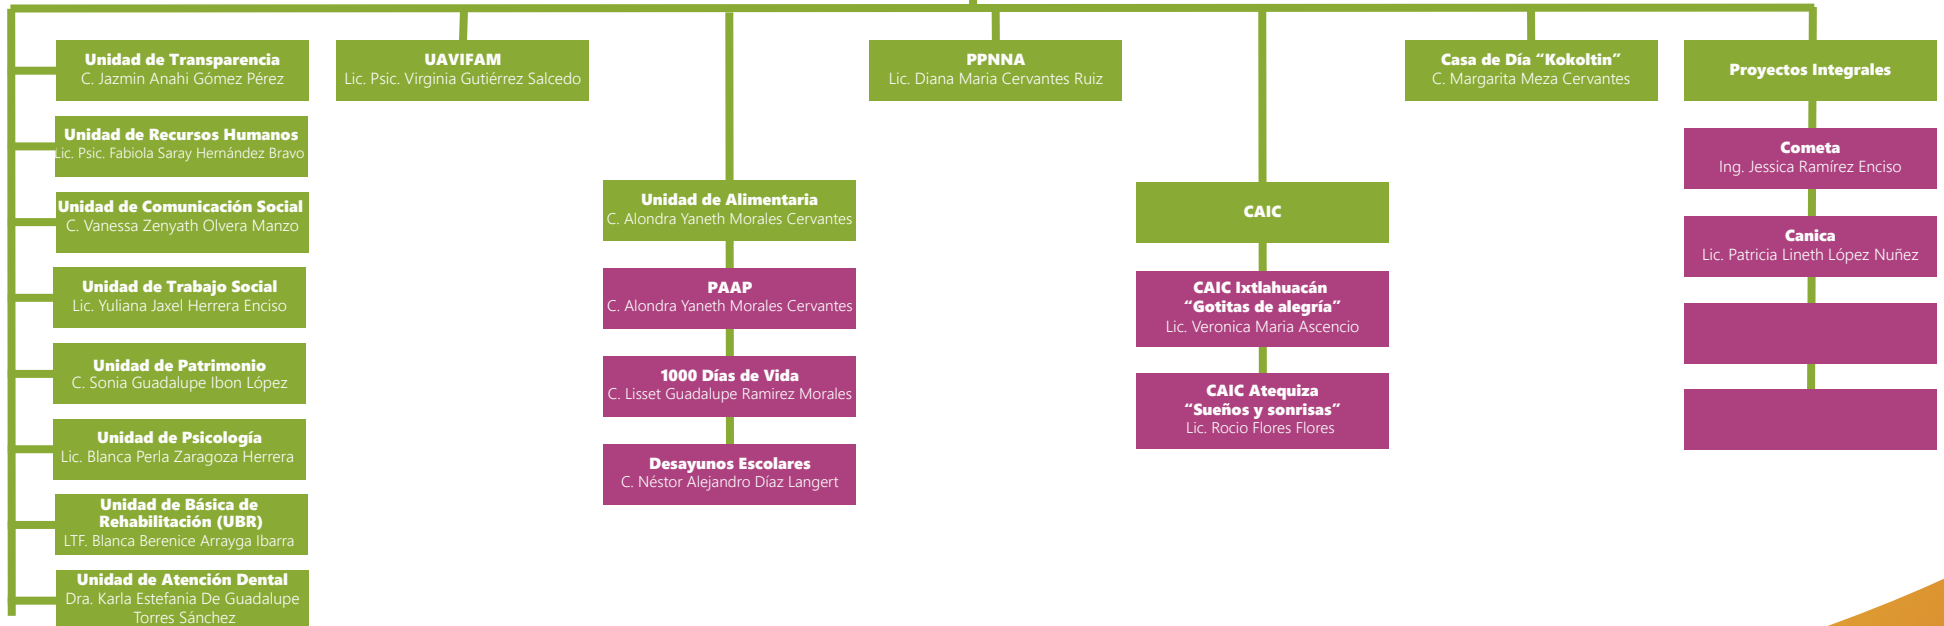 Unidad de Transparencia
C. Jazmin Anahi Gómez Pérez
Unidad de Recursos Humanos
Lic. Psic. Fabiola Saray Hernández Bravo
Unidad de Comunicación Social
C. Vanessa Zenyath Olvera Manzo
Unidad de Trabajo Social
Lic. Yuliana Jaxel Herrera Enciso
Unidad de Patrimonio
C. Sonia Guadalupe Ibon López
Unidad de Psicología
Lic. Blanca Perla Zaragoza Herrera
Unidad de Básica de
Rehabilitación (UBR)
LTF. Blanca Berenice Arrayga Ibarra
Unidad de Atención Dental
Dra. Karla Estefania De Guadalupe
Torres Sánchez
UAVIFAM
Lic. Psic. Virginia Gutiérrez Salcedo
Unidad de Alimentaria
C. Alondra Yaneth Morales Cervantes
PAAP
C. Alondra Yaneth Morales Cervantes
1000 Días de Vida
C. Lisset Guadalupe Ramirez Morales
Desayunos Escolares
C. Néstor Alejandro Díaz Langert
PPNNA
Lic. Diana Maria Cervantes Ruiz
CAIC
CAIC Ixtlahuacán
“Gotitas de alegría”
Lic. Veronica Maria Ascencio
CAIC Atequiza
“Sueños y sonrisas”
Lic. Rocio Flores Flores
Casa de Día “Kokoltin”
C. Margarita Meza Cervantes
Proyectos Integrales
Cometa
Ing. Jessica Ramírez Enciso
Canica
Lic. Patricia Lineth López Nuñez